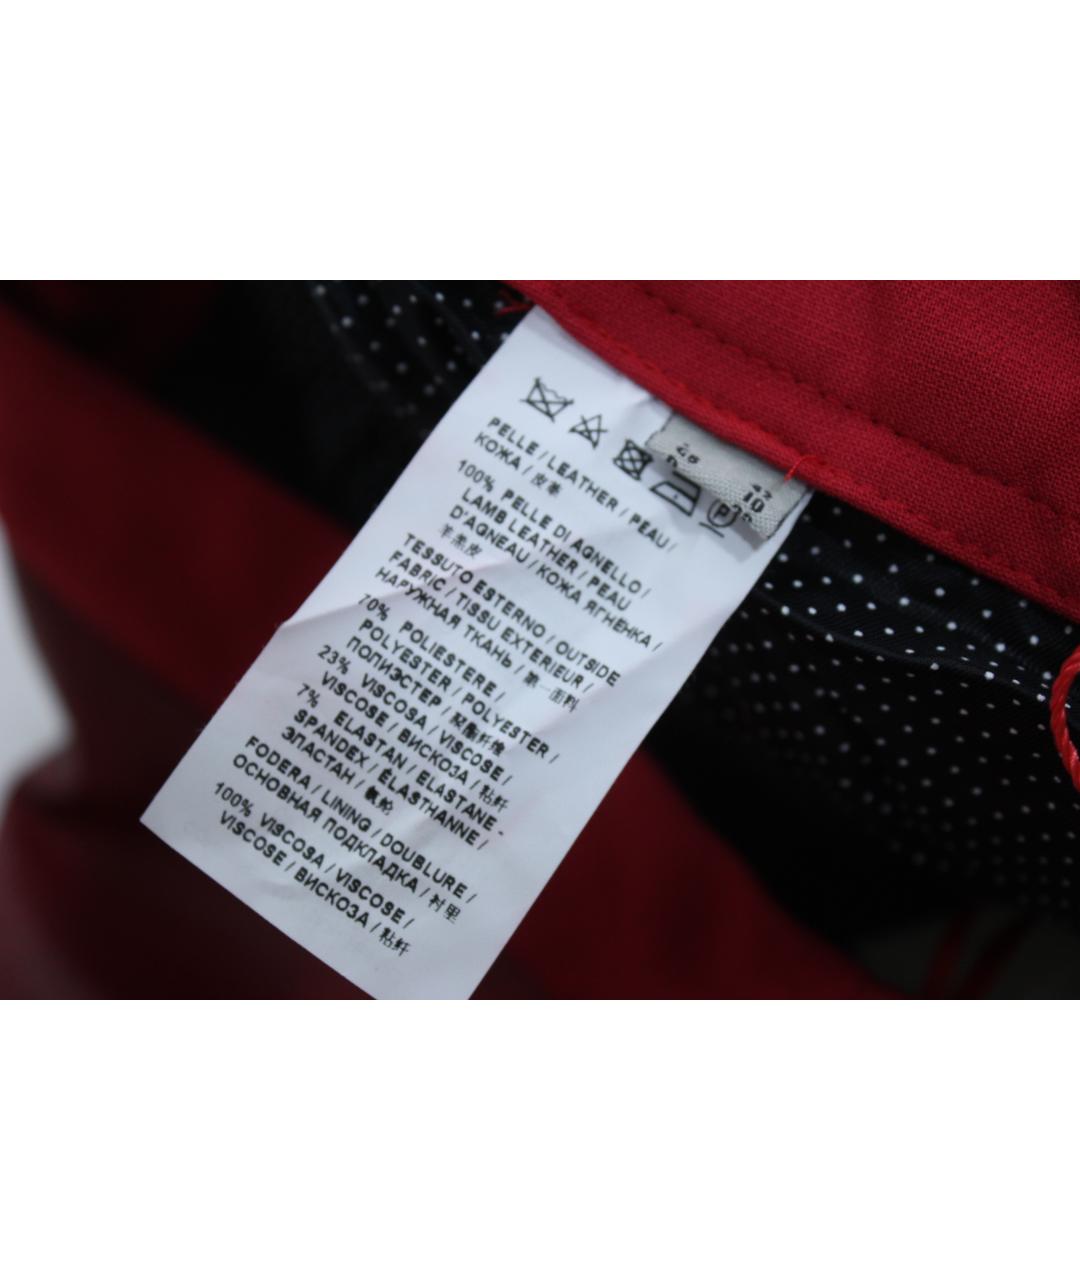 PELLE / LEATHER / PEAU /
КОЖА / 皮革
100% PELLE DI AGNELLO /
LAMB LEATHER / PEAU
D'AGNEAU / КОЖА ЯГНЕНКА /
羊羔皮
TESSUTO ESTERNO / OUTSIDE
FABRIC / TISSU EXTERIEUR /
НАРУЖНАЯ ТКАНЬ / 第一面料
70% POLIESTERE /
POLYESTER / POLYESTER /
ПОЛИЭСТЕР / 聚酯纤维
23% VISCOSA / VISCOSE /
VISCOSE / ВИСКОЗА / 粘纤
7% ELASTAN / ELASTANE -
SPANDEX / ÉLASTHANNE /
ЭЛАСТАН / 氨纶
FODERA / LINING / DOUBLURE /
ОСНОВНАЯ ПОДКЛАДКА / 衬里
100% VISCOSA / VISCOSE /
VISCOSE / ВИСКОЗА / 粘纤
42
10
P